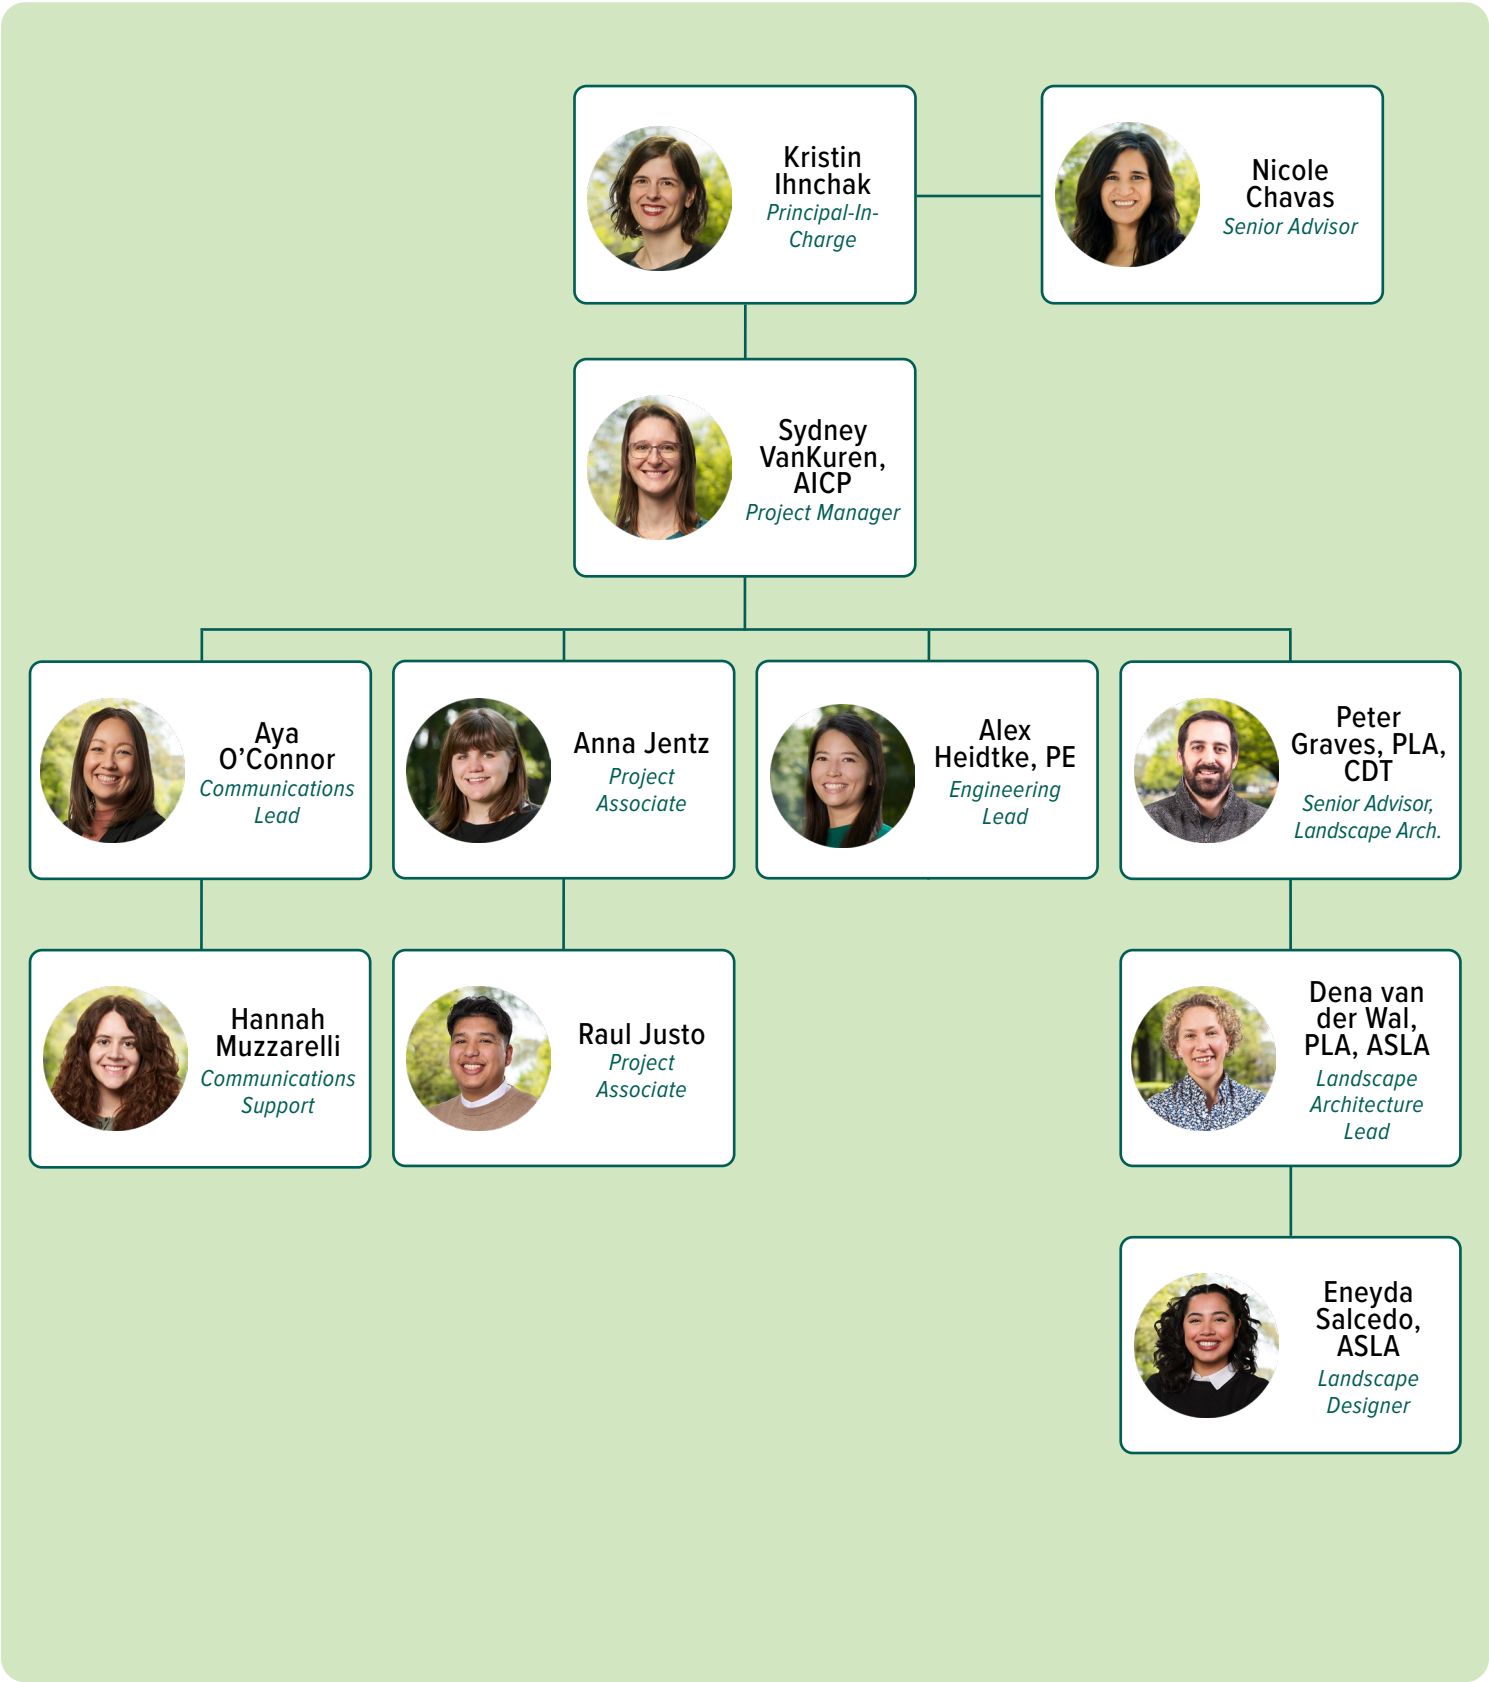 Kristin
Ihnchak
Principal-In-
Charge
Nicole
Chavas
Senior Advisor
Sydney
VanKuren,
AICP
Project Manager
Aya
O’Connor
Communications
Lead
Anna Jentz
Project
Associate
Alex
Heidtke, PE
Engineering
Lead
Peter
Graves, PLA,
CDT
Senior Advisor,
Landscape Arch.
Hannah
Muzzarelli
Communications
Support
Raul Justo
Project
Associate
Dena van
der Wal,
PLA, ASLA
Landscape
Architecture
Lead
Eneyda
Salcedo,
ASLA
Landscape
Designer